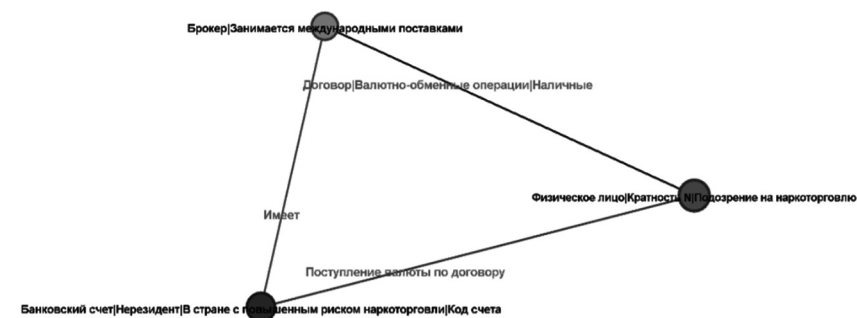 Брокер|Занимается международными поставками
Договор|Валютно-обменные операции|Наличные
Физическое лицо|Кратность N|Подозрение на наркоторговлю
Имеет
Поступление валюты по договору
Банковский счет|Нерезидент|В стране с повышенным риском наркоторговли|Код счета